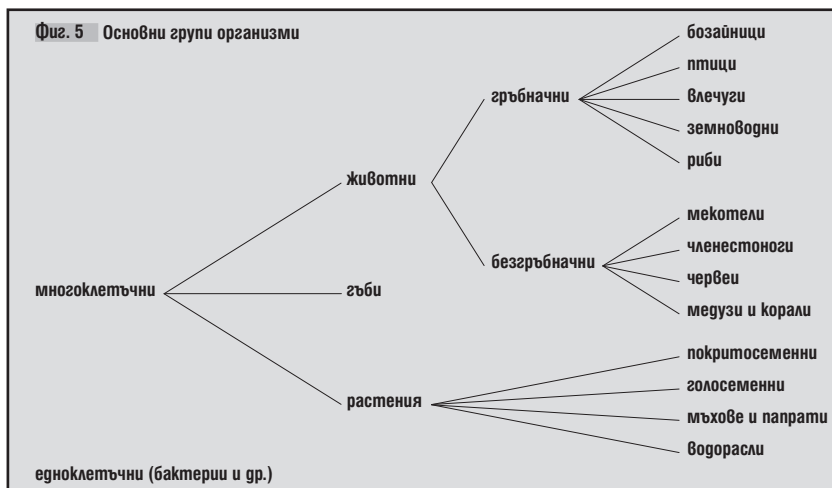 Фиг. 5 Основни групи организми
бозайници
птици
гръбначни
влечуги
земноводни
риби
животни
мекотели
членестоноги
безгръбначни
червеи
многоклетъчни
гъби
медузи и корали
покритосеменни
голосеменни
растения
мъхове и папрати
водорасли
едноклетъчни (бактерии и др.)